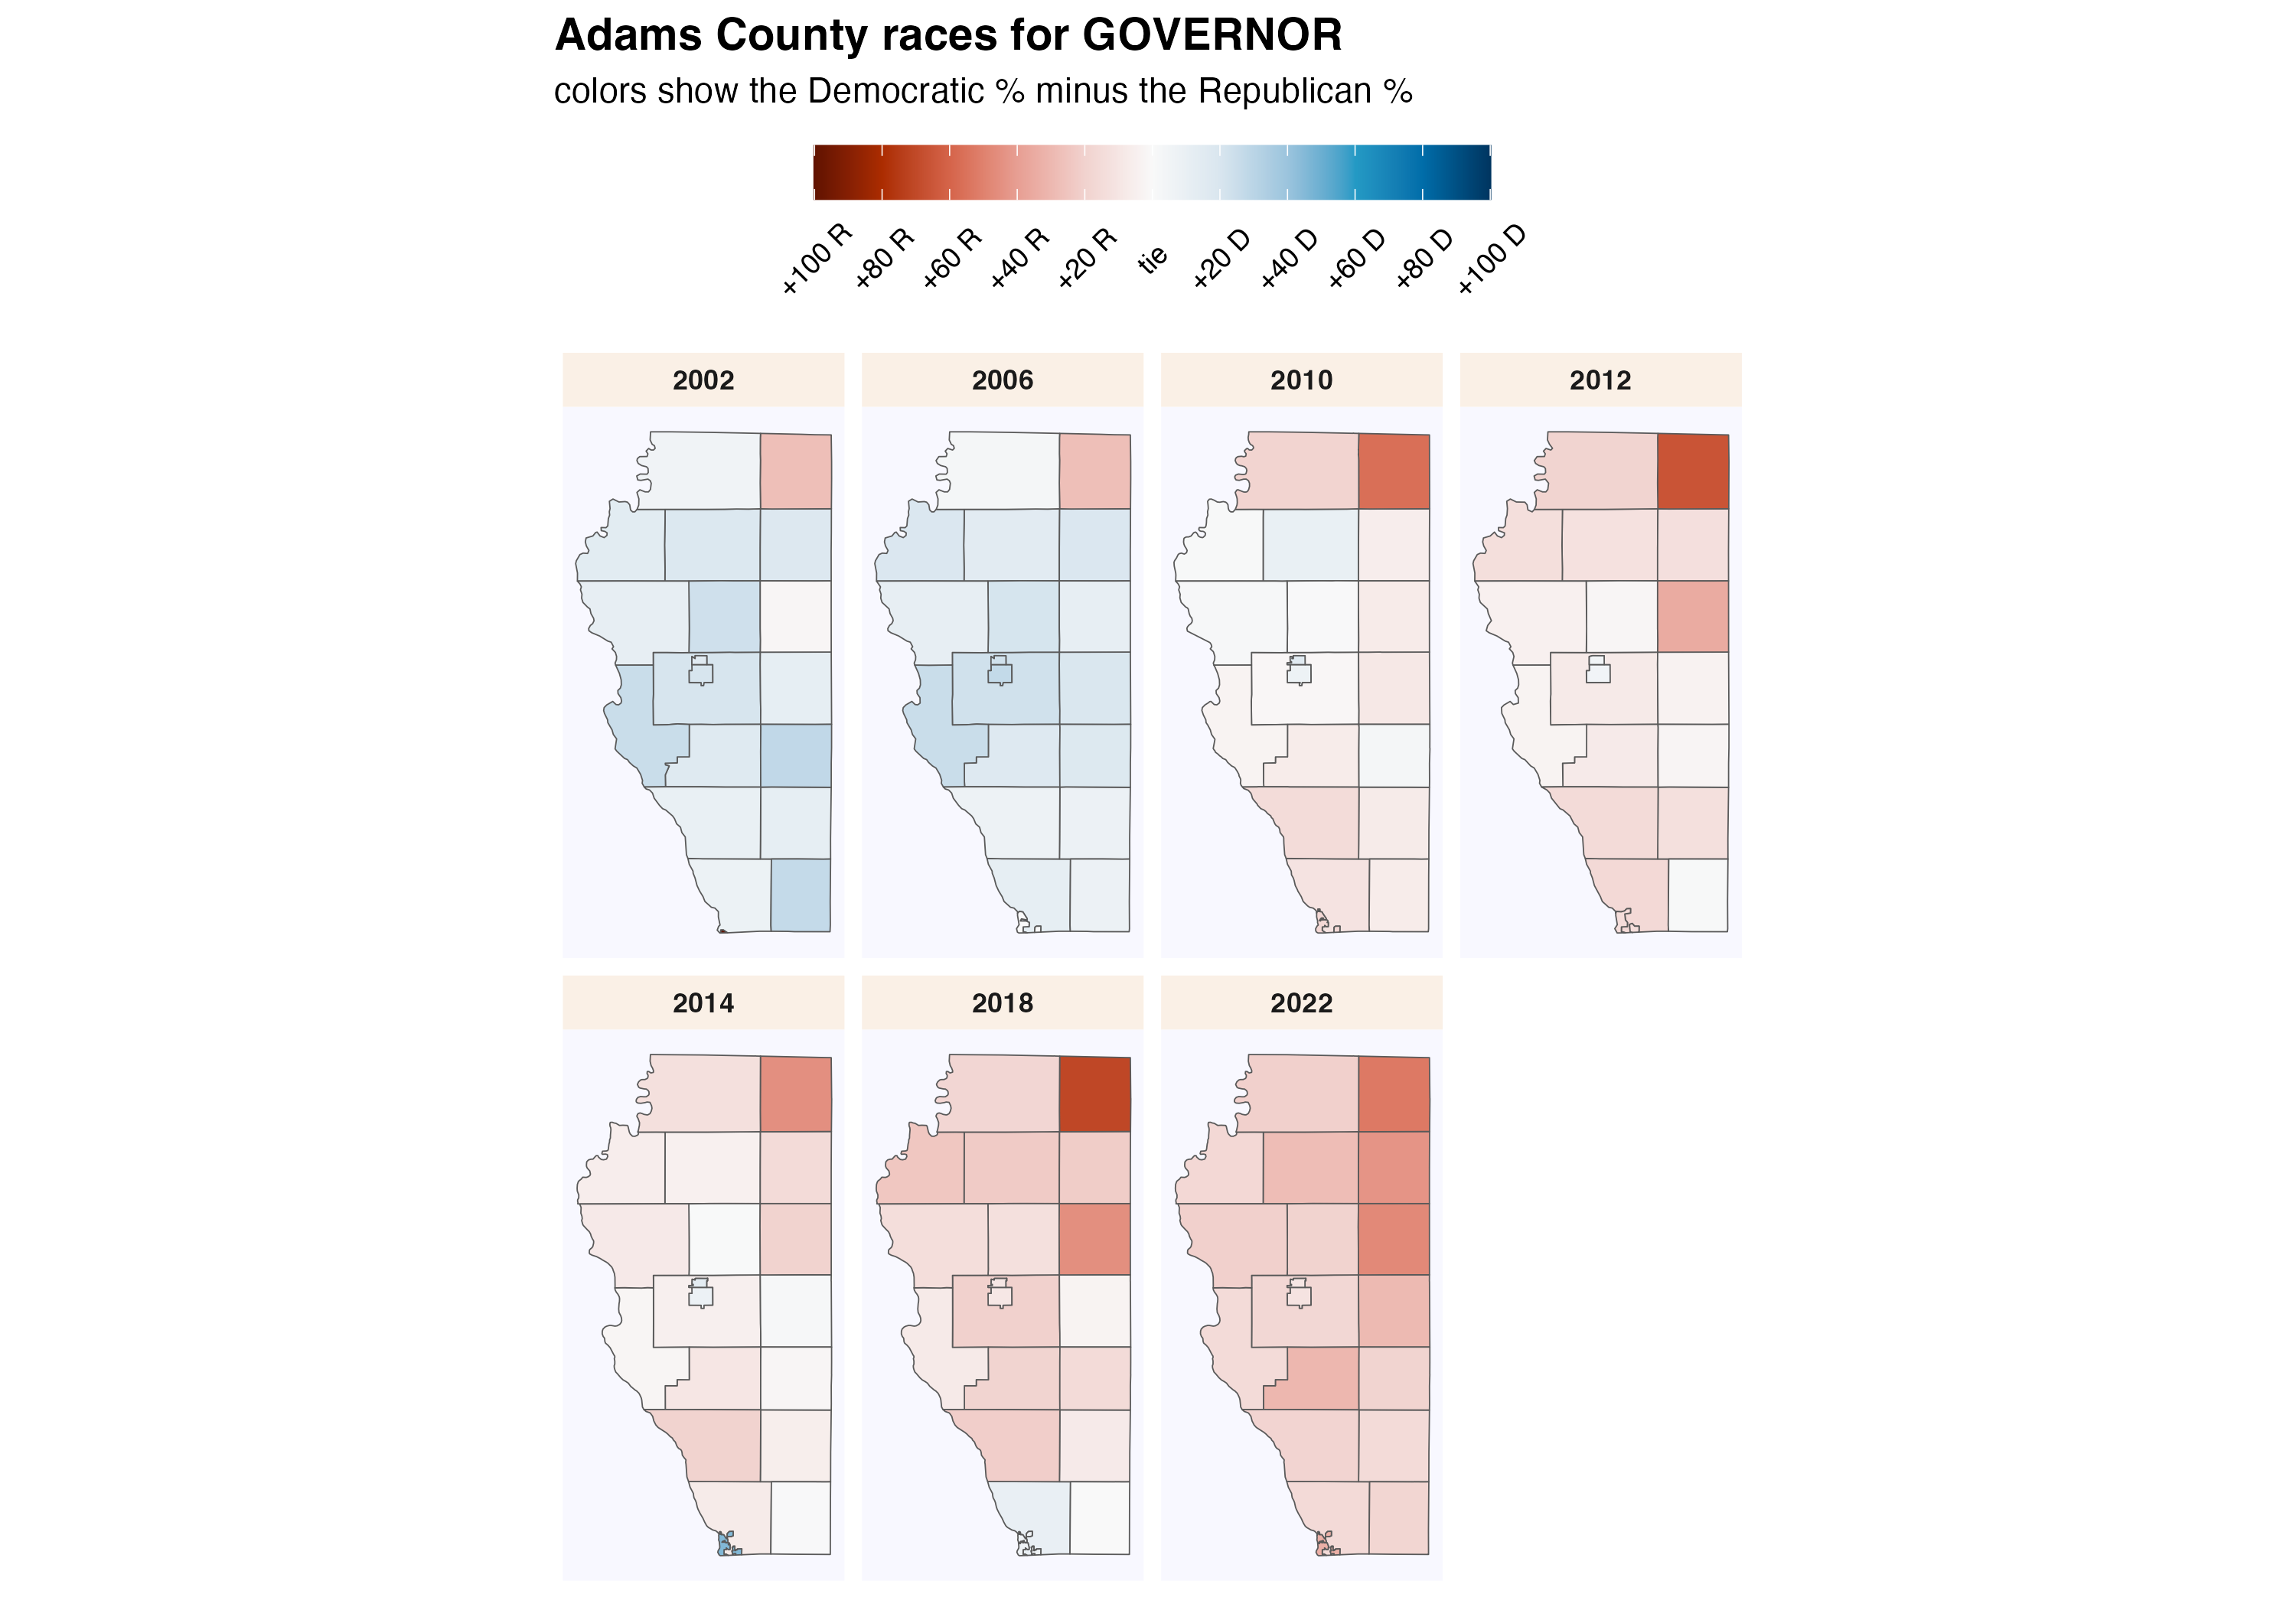 Adams County races for GOVERNOR
colors show the Democratic % minus the Republican %
+100 R +80 R +60 R +40 R +20 R tie +20 D +40 D +60 D +80 D +100 D
2002 2006 2010 2012
2014 2018 2022